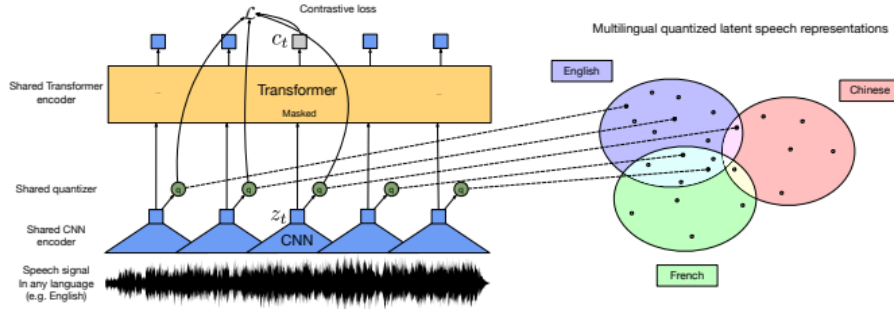 Contrastive loss
ℒ
c_t
Multilingual quantized latent speech representations
Shared Transformer
encoder
Transformer
Masked
English
Chinese
Shared quantizer
q q q q q
z_t
Shared CNN
encoder
CNN
French
Speech signal
In any language
(e.g. English)